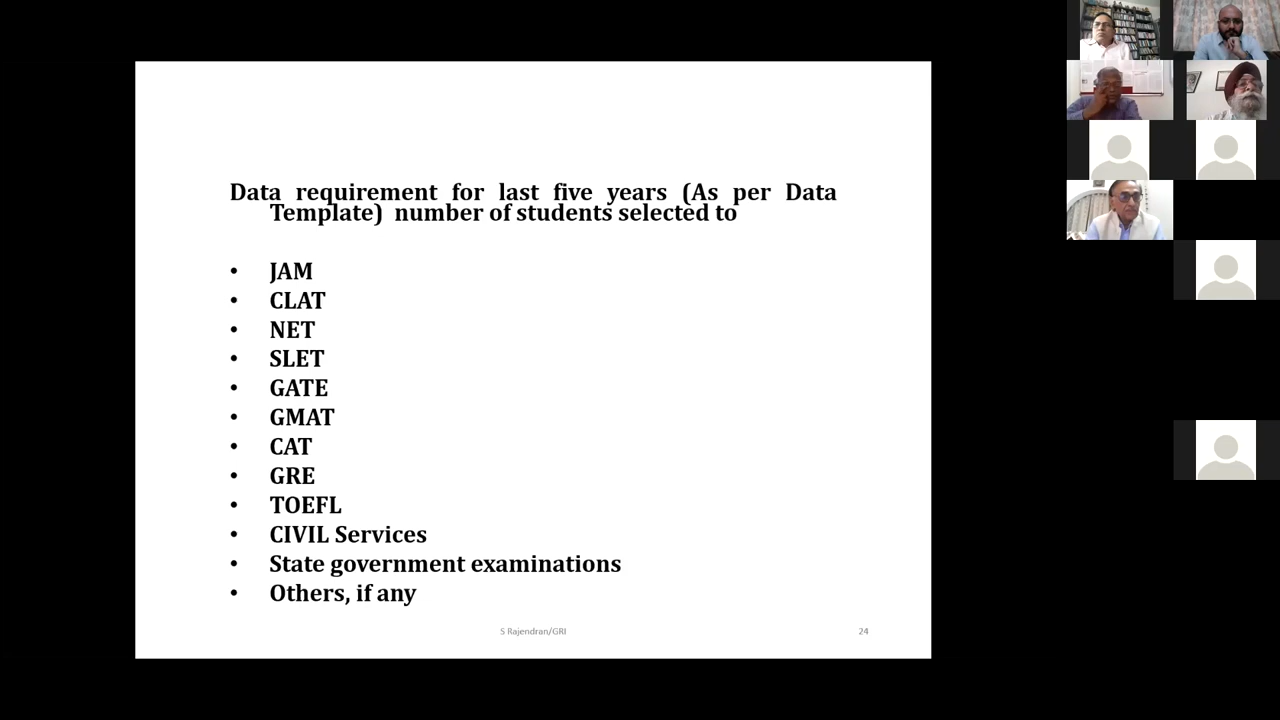 Data requirement for last five years (As per Data
Template) number of students selected to
• JAM
• CLAT
• NET
• SLET
• GATE
• GMAT
• CAT
• GRE
• TOEFL
• CIVIL Services
• State government examinations
• Others, if any
S Rajendran/GRI
24